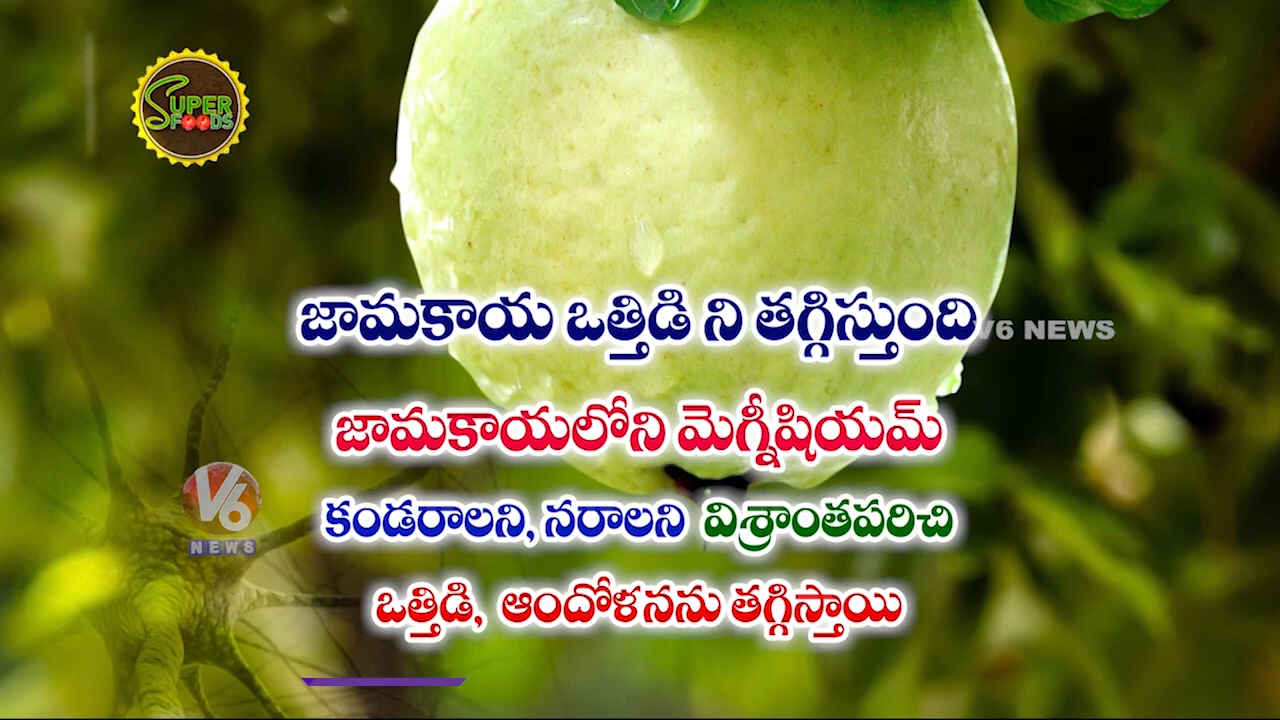 SUPER
FOODS
జామకాయ ఒత్తిడి ని తగ్గిస్తుంది
V6 NEWS
జామకాయలోని మెగ్నీషియమ్
కండరాలని, నరాలని విశ్రాంతపరిచి
V6
NEWS
ఒత్తిడి, ఆందోళనను తగ్గిస్తాయి